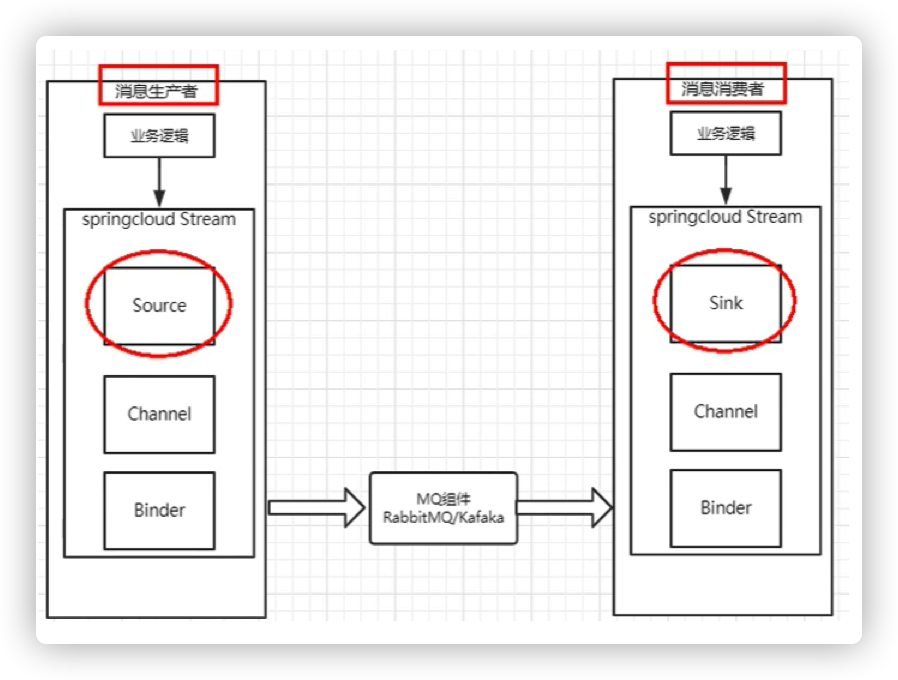 消息生产者
业务逻辑
springcloud Stream
Source
Channel
Binder
MQ组件
RabbitMQ/Kafaka
消息消费者
业务逻辑
springcloud Stream
Sink
Channel
Binder